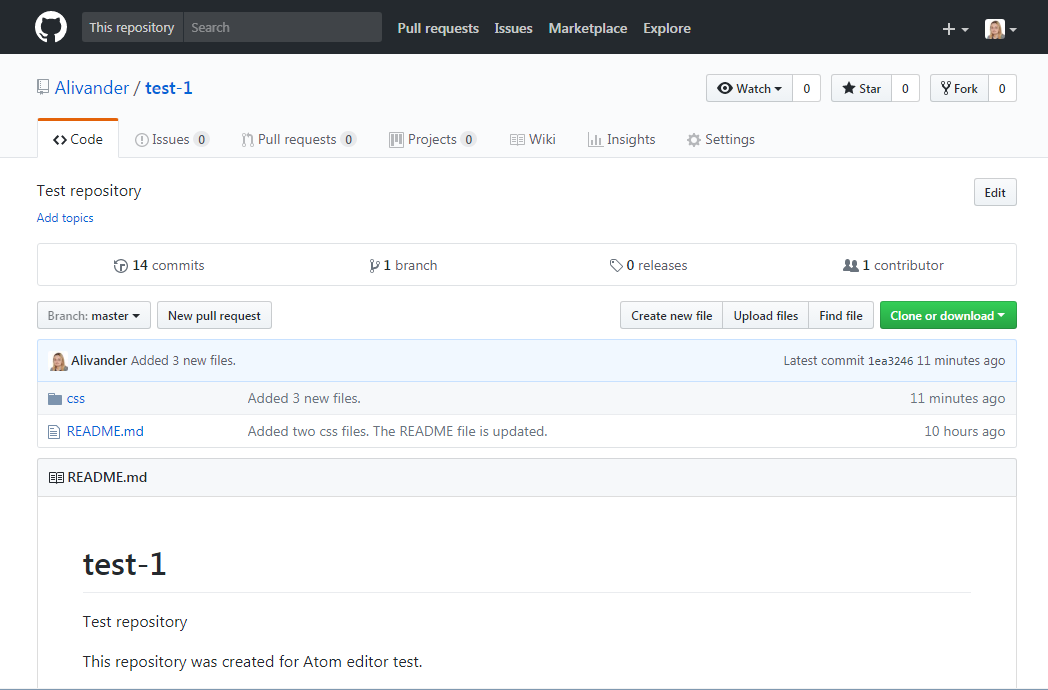 This repository Search Pull requests Issues Marketplace Explore
Alivander / test-1 Watch 0 Star 0 Fork 0
Code Issues 0 Pull requests 0 Projects 0 Wiki Insights Settings
Test repository Edit
Add topics
14 commits 1 branch 0 releases 1 contributor
Branch: master New pull request Create new file Upload files Find file Clone or download
Alivander Added 3 new files. Latest commit 1ea3246 11 minutes ago
css Added 3 new files. 11 minutes ago
README.md Added two css files. The README file is updated. 10 hours ago
README.md
test-1
Test repository
This repository was created for Atom editor test.